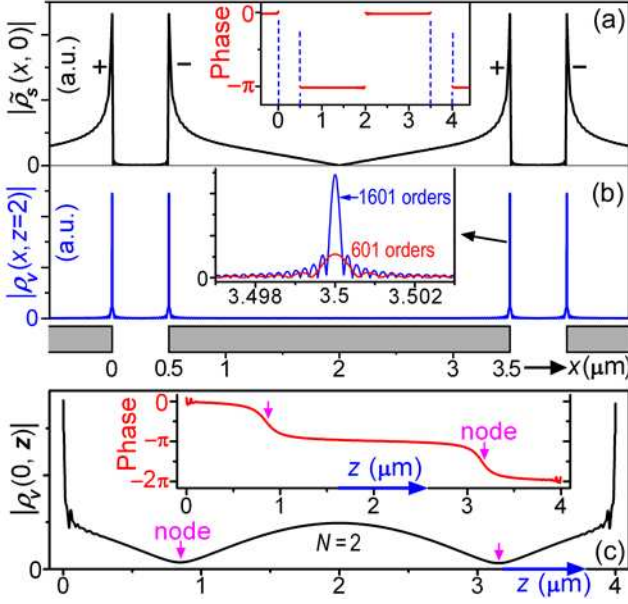 |ρ̃s(x, 0)|
(a.u.)
0
+
−
Phase
0
−π
0 1 2 3 4
+
−
(a)
|ρv(x, z=2)|
(a.u.)
0
1601 orders
601 orders
0
3.498 3.5 3.502
(b)
0 0.5 1 2 3 3.5 x (μm)
|ρv(0, z)|
0
Phase
0
−π
−2π
node
z (μm)
0 1 2 3 4
node
N=2
(c)
0 1 2 3 z (μm) 4